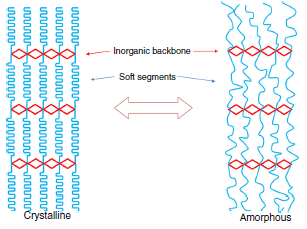 Inorganic backbone
Soft segments
Crystalline
Amorphous